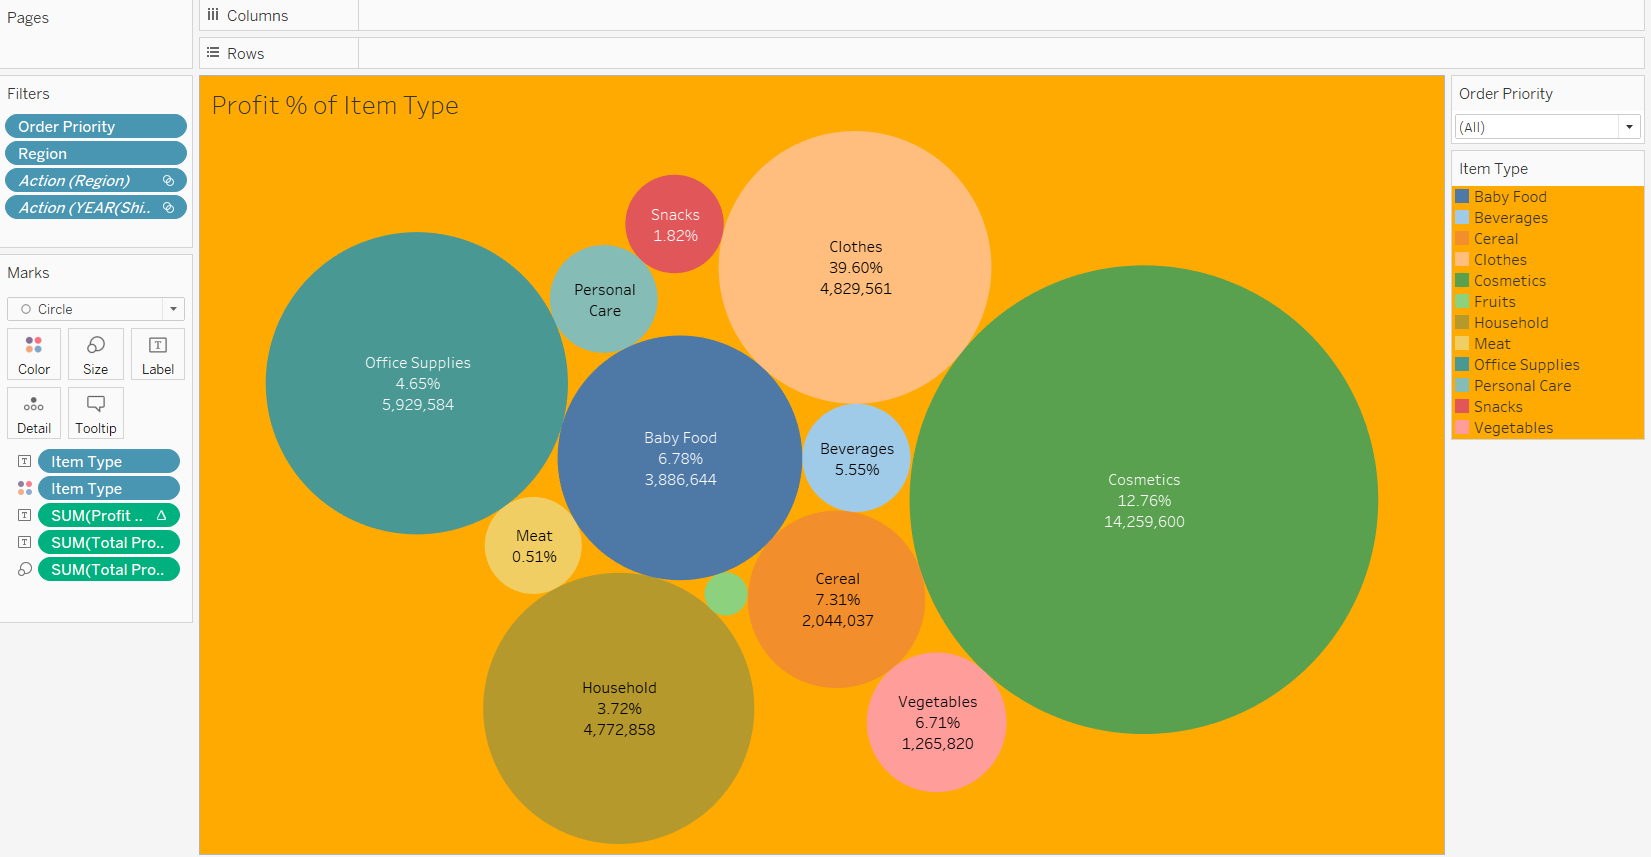 Pages
Columns
Rows
Filters
Order Priority
Region
Action (Region)
Action (YEAR(Shi..
Marks
Circle
Color
Size
Label
Detail
Tooltip
Item Type
Item Type
SUM(Profit ..
SUM(Total Pro..
SUM(Total Pro..
Profit % of Item Type
Snacks
1.82%
Clothes
39.60%
4,829,561
Personal
Care
Office Supplies
4.65%
5,929,584
Baby Food
6.78%
3,886,644
Beverages
5.55%
Cosmetics
12.76%
14,259,600
Meat
0.51%
Cereal
7.31%
2,044,037
Household
3.72%
4,772,858
Vegetables
6.71%
1,265,820
Order Priority
(All)
Item Type
Baby Food
Beverages
Cereal
Clothes
Cosmetics
Fruits
Household
Meat
Office Supplies
Personal Care
Snacks
Vegetables